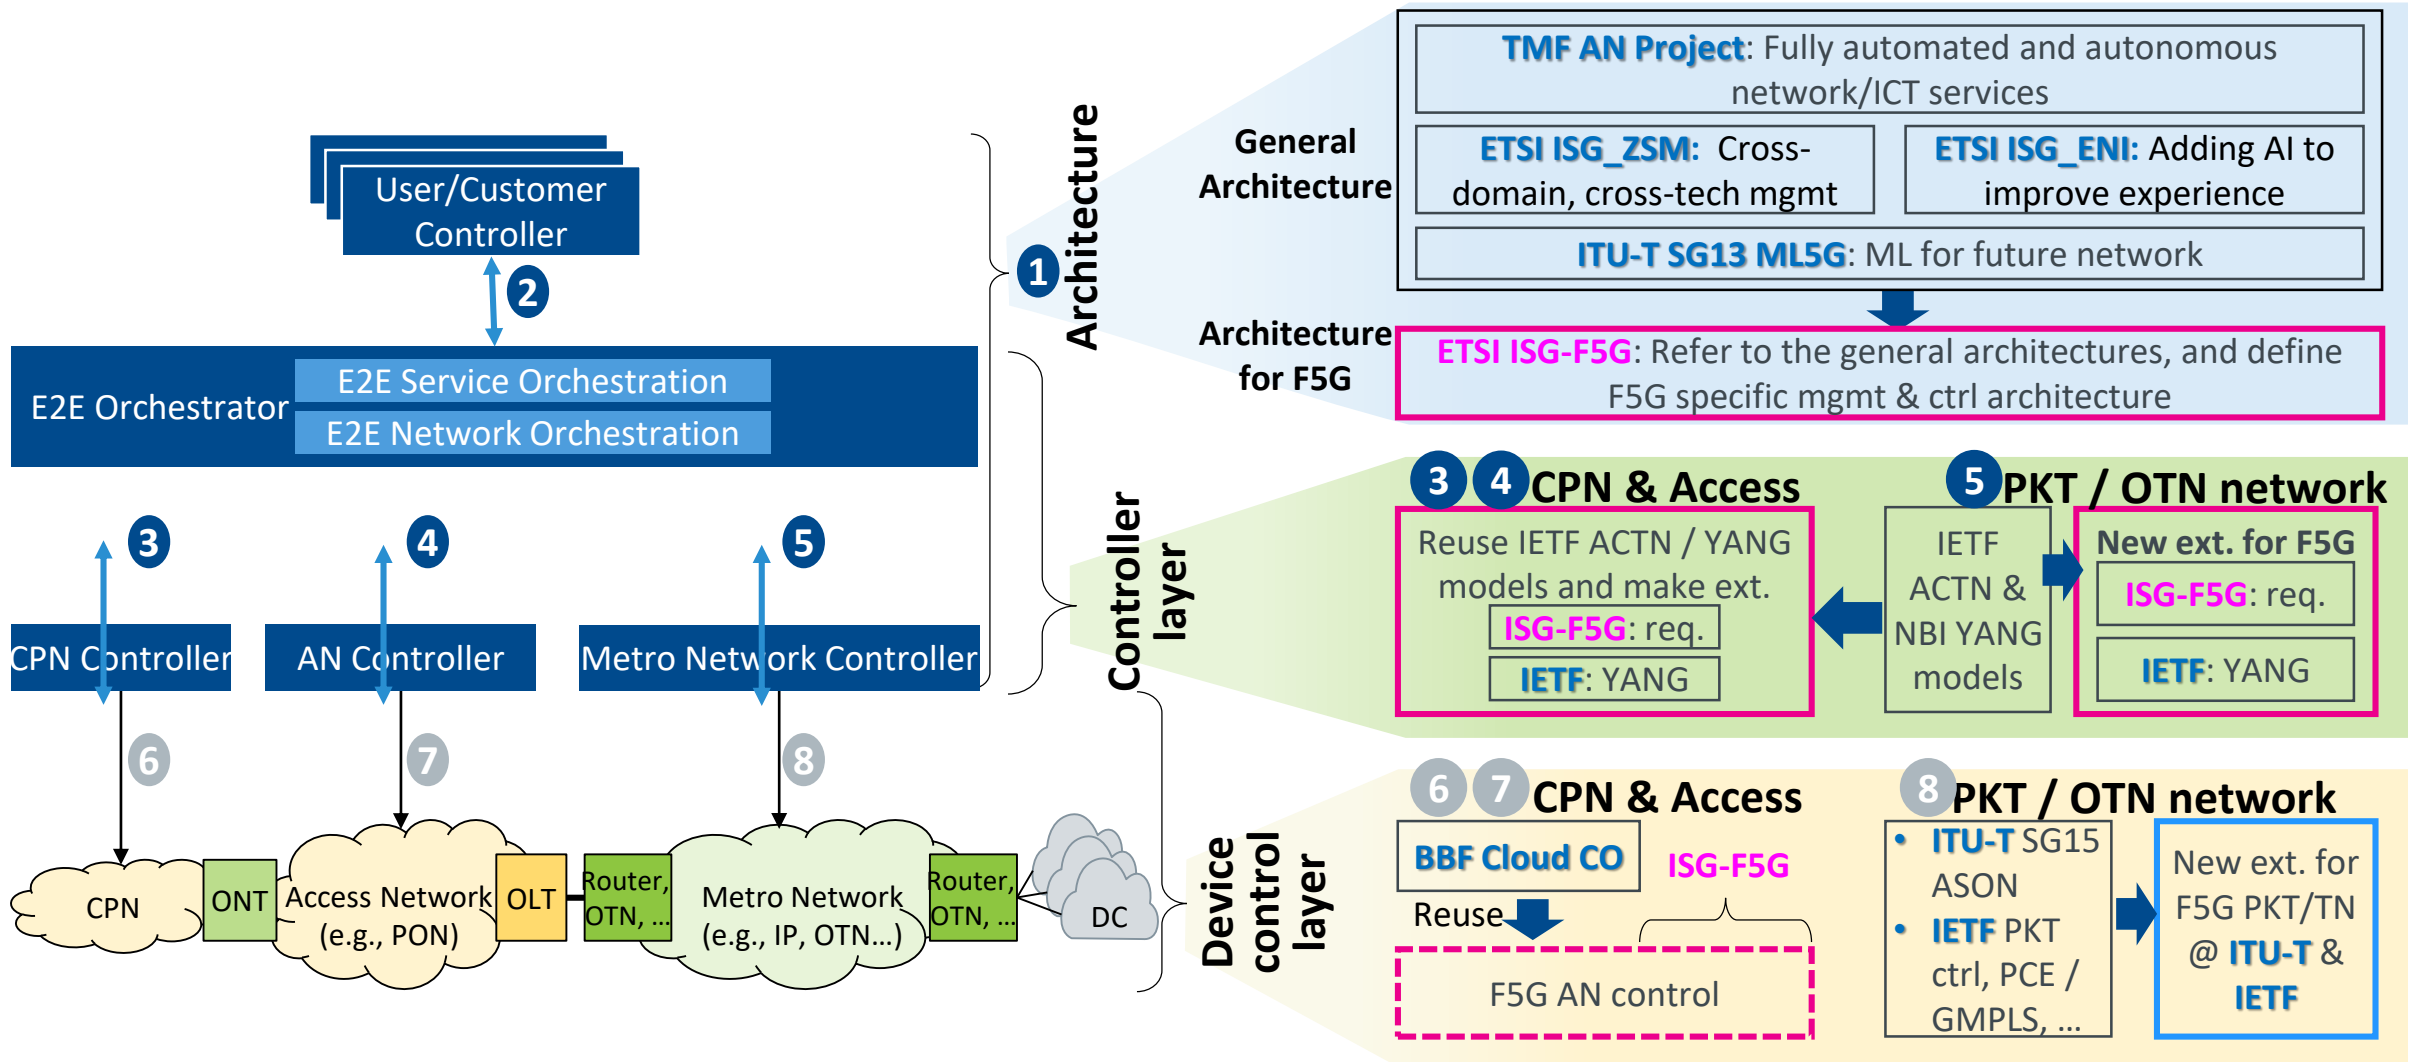 User/Customer
Controller
2
E2E Orchestrator
E2E Service Orchestration
E2E Network Orchestration
3
4
5
CPN Controller
AN Controller
Metro Network Controller
6
7
8
CPN
ONT
Access Network
(e.g., PON)
OLT
Router,
OTN, ...
Metro Network
(e.g., IP, OTN...)
Router,
OTN, ...
DC
1
Architecture
General
Architecture
TMF AN Project: Fully automated and autonomous
network/ICT services
ETSI ISG_ZSM: Cross-
domain, cross-tech mgmt
ETSI ISG_ENI: Adding AI to
improve experience
ITU-T SG13 ML5G: ML for future network
Architecture
for F5G
ETSI ISG-F5G: Refer to the general architectures, and define
F5G specific mgmt & ctrl architecture
Controller
layer
3 4 CPN & Access
Reuse IETF ACTN / YANG
models and make ext.
ISG-F5G: req.
IETF: YANG
5 PKT / OTN network
IETF
ACTN &
NBI YANG
models
New ext. for F5G
ISG-F5G: req.
IETF: YANG
Device
control
layer
6 7 CPN & Access
BBF Cloud CO
ISG-F5G
Reuse
F5G AN control
8 PKT / OTN network
• ITU-T SG15
ASON
• IETF PKT
ctrl, PCE /
GMPLS, ...
New ext. for
F5G PKT/TN
@ ITU-T &
IETF